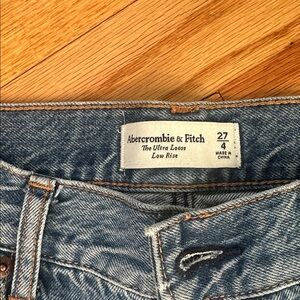 Abercrombie & Fitch
The Ultra Loose
Low Rise
27
4
MADE IN
CHINA